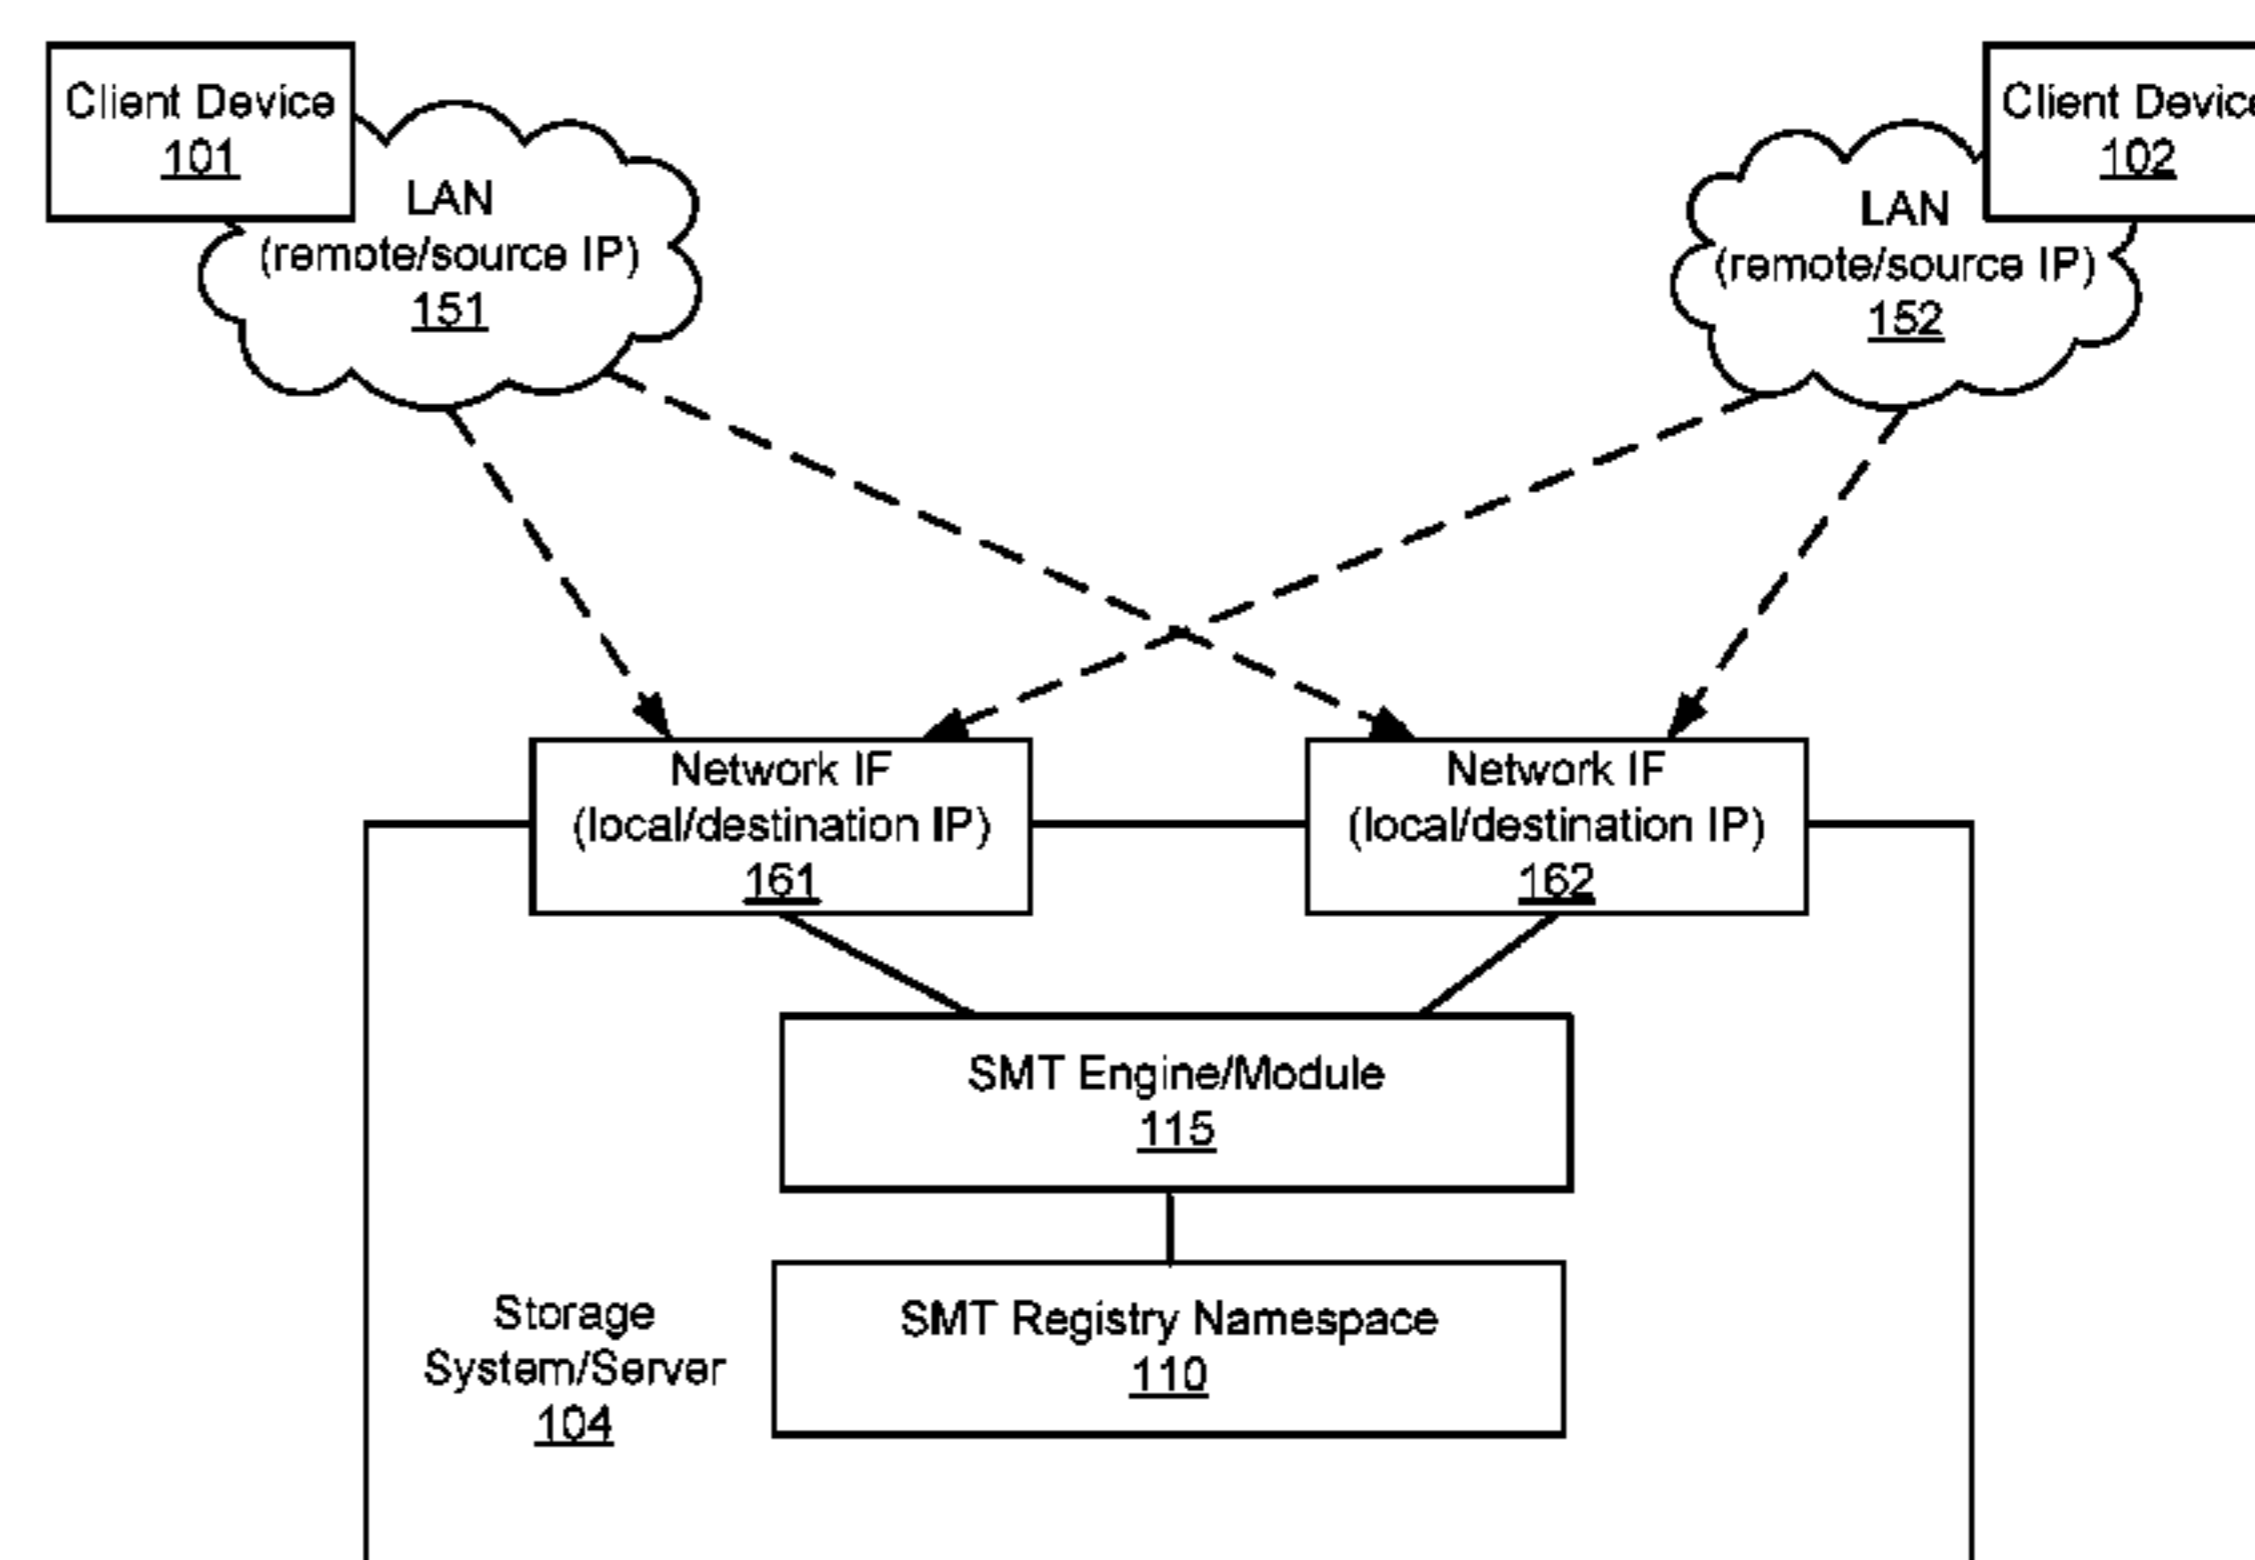 Client Device
101
LAN
(remote/source IP)
151
Client Device
102
LAN
(remote/source IP)
152
Network IF
(local/destination IP)
161
Network IF
(local/destination IP)
162
SMT Engine/Module
115
SMT Registry Namespace
110
Storage
System/Server
104